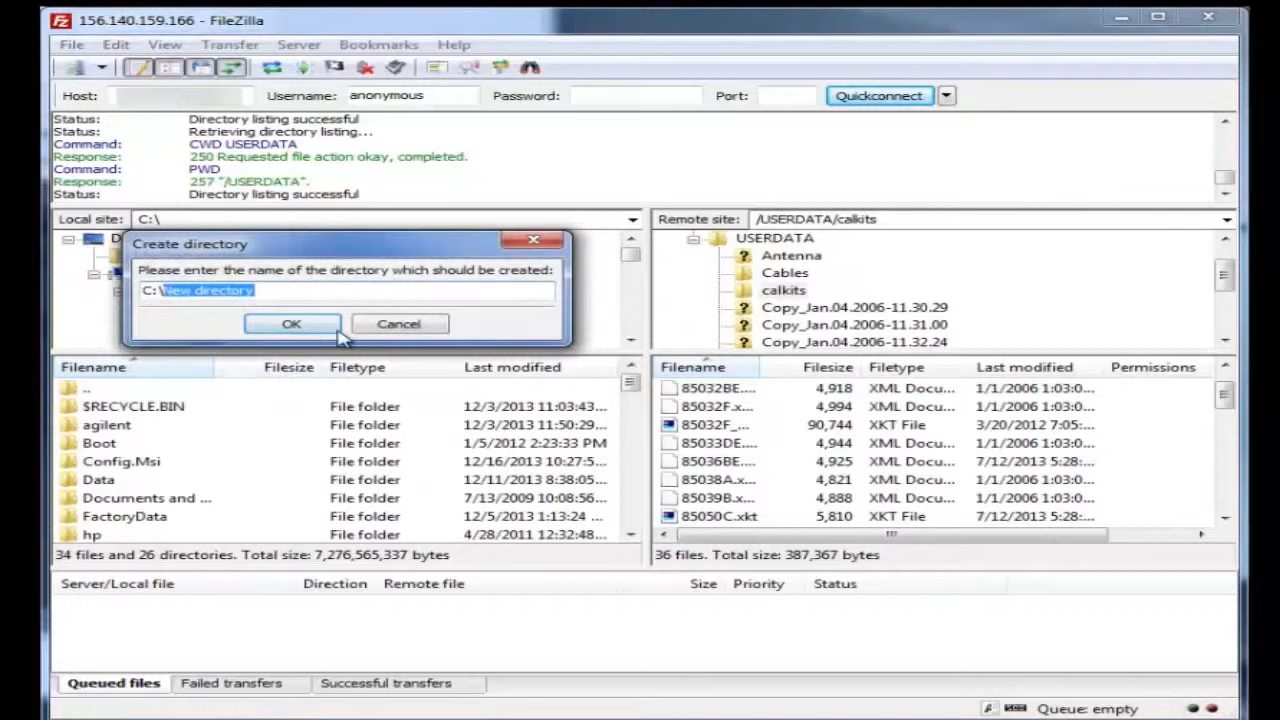 156.140.159.166 - FileZilla
File Edit View Transfer Server Bookmarks Help
Host: Username: anonymous Password: Port: Quickconnect
Status: Directory listing successful
Status: Retrieving directory listing...
Command: CWD USERDATA
Response: 250 Requested file action okay, completed.
Command: PWD
Response: 257 "/USERDATA".
Status: Directory listing successful
Local site: C:\
Remote site: /USERDATA/calkits
D
Create directory
Please enter the name of the directory which should be created:
C:\New directory
OK Cancel
USERDATA
Antenna
Cables
calkits
Copy_Jan.04.2006-11.30.29
Copy_Jan.04.2006-11.31.00
Copy_Jan.04.2006-11.32.24
Filename Filesize Filetype Last modified
..
$RECYCLE.BIN File folder 12/3/2013 11:03:43...
agilent File folder 12/3/2013 11:50:29...
Boot File folder 1/5/2012 2:23:33 PM
Config.Msi File folder 12/16/2013 10:27:5...
Data File folder 12/11/2013 8:38:05...
Documents and ... File folder 7/13/2009 10:08:56...
FactoryData File folder 12/5/2013 1:13:24 ...
hp File folder 4/28/2011 12:32:48...
34 files and 26 directories. Total size: 7,276,565,337 bytes
Filename Filesize Filetype Last modified Permissions
85032BE.... 4,918 XML Docu... 1/1/2006 1:03:0...
85032F.x... 4,994 XML Docu... 1/1/2006 1:03:0...
85032F_... 90,744 XKT File 3/20/2012 7:05:...
85033DE.... 4,944 XML Docu... 1/1/2006 1:03:0...
85036BE.... 4,925 XML Docu... 7/12/2013 5:28:...
85038A.x... 4,821 XML Docu... 1/1/2006 1:03:0...
85039B.x... 4,888 XML Docu... 1/1/2006 1:03:0...
85050C.xkt 5,810 XKT File 7/12/2013 5:28:...
36 files. Total size: 387,367 bytes
Server/Local file Direction Remote file Size Priority Status
Queued files Failed transfers Successful transfers
Queue: empty